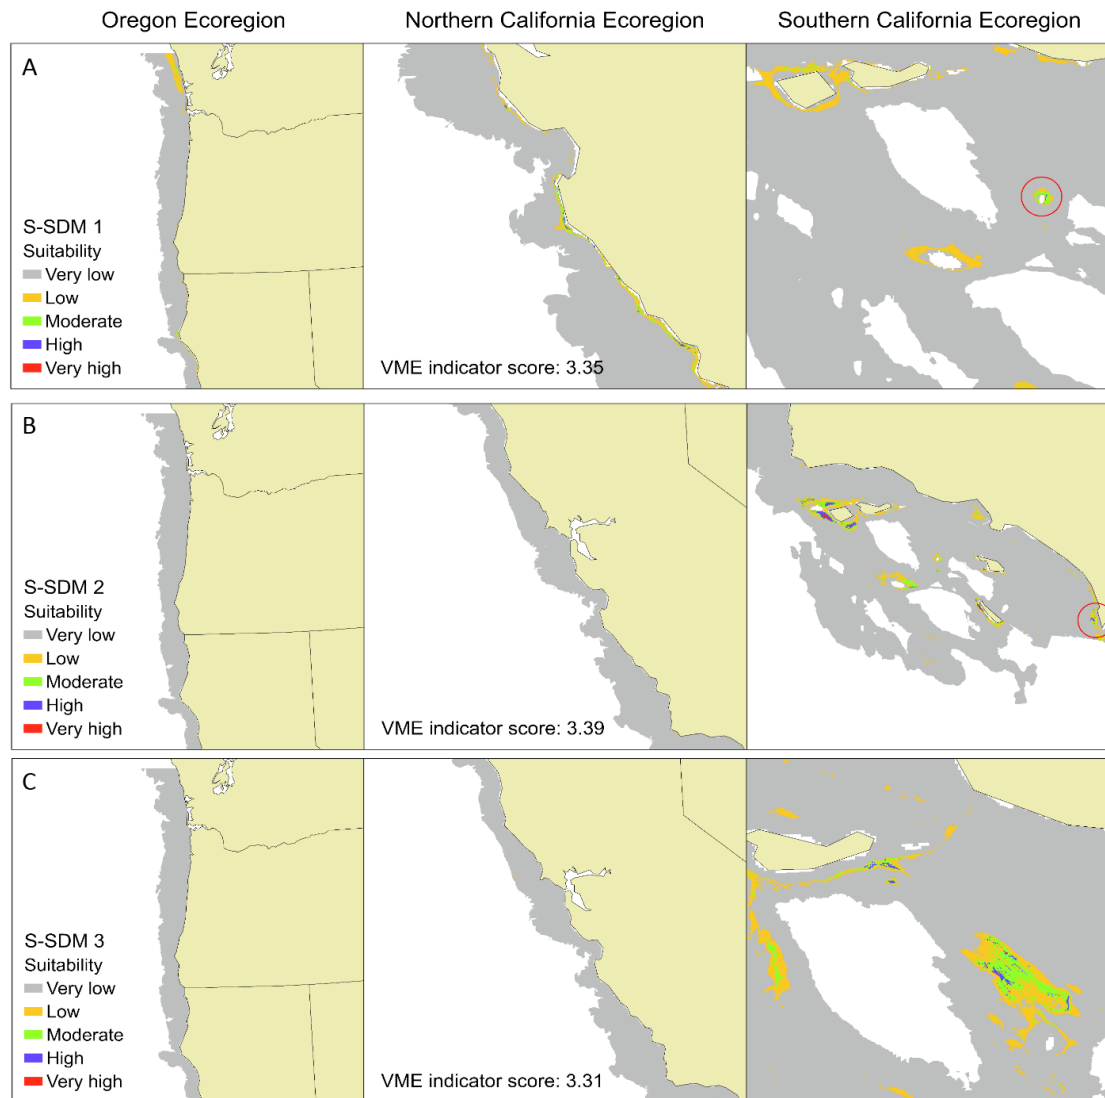 Oregon Ecoregion
Northern California Ecoregion
Southern California Ecoregion
A
S-SDM 1
Suitability
Very low
Low
Moderate
High
Very high
VME indicator score: 3.35
B
S-SDM 2
Suitability
Very low
Low
Moderate
High
Very high
VME indicator score: 3.39
C
S-SDM 3
Suitability
Very low
Low
Moderate
High
Very high
VME indicator score: 3.31